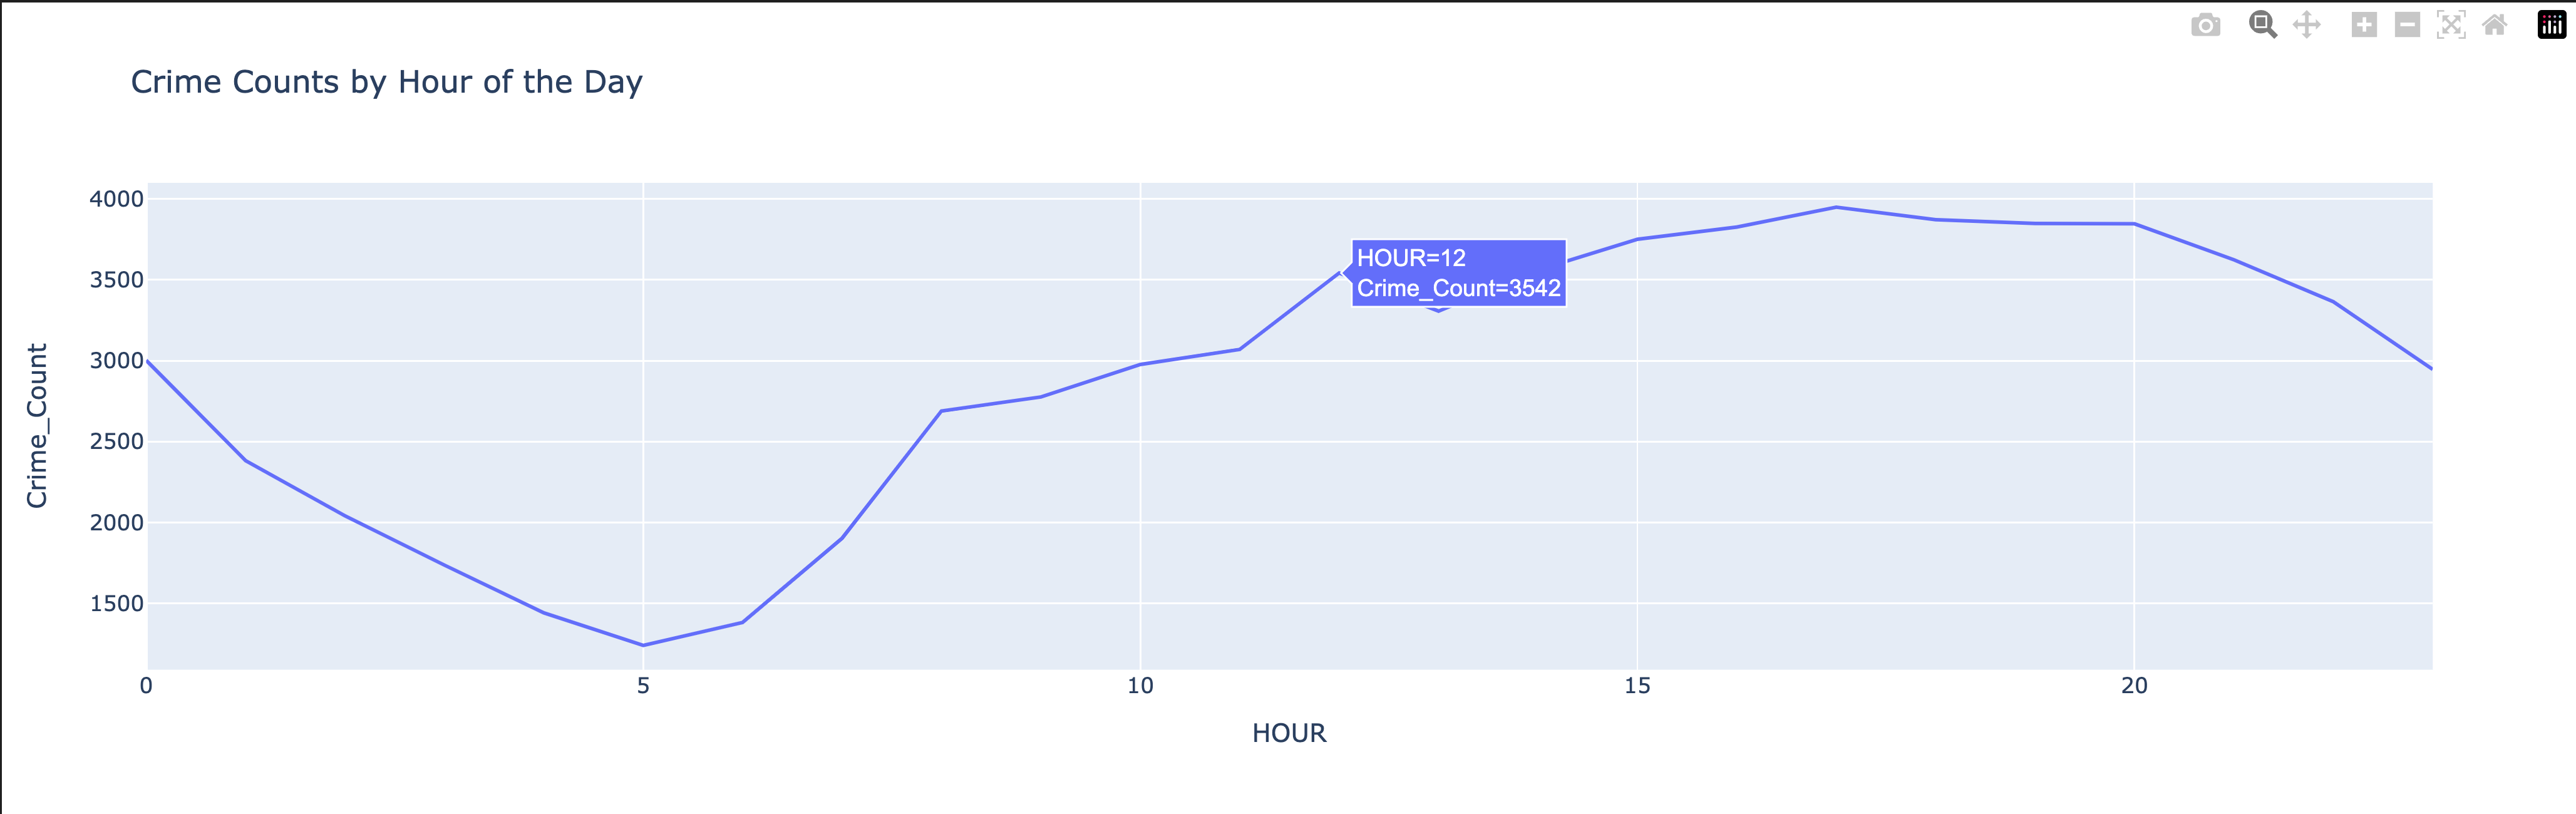 Crime Counts by Hour of the Day
4000
3500
3000
2500
2000
1500
Crime_Count
HOUR=12
Crime_Count=3542
0
5
10
15
20
HOUR